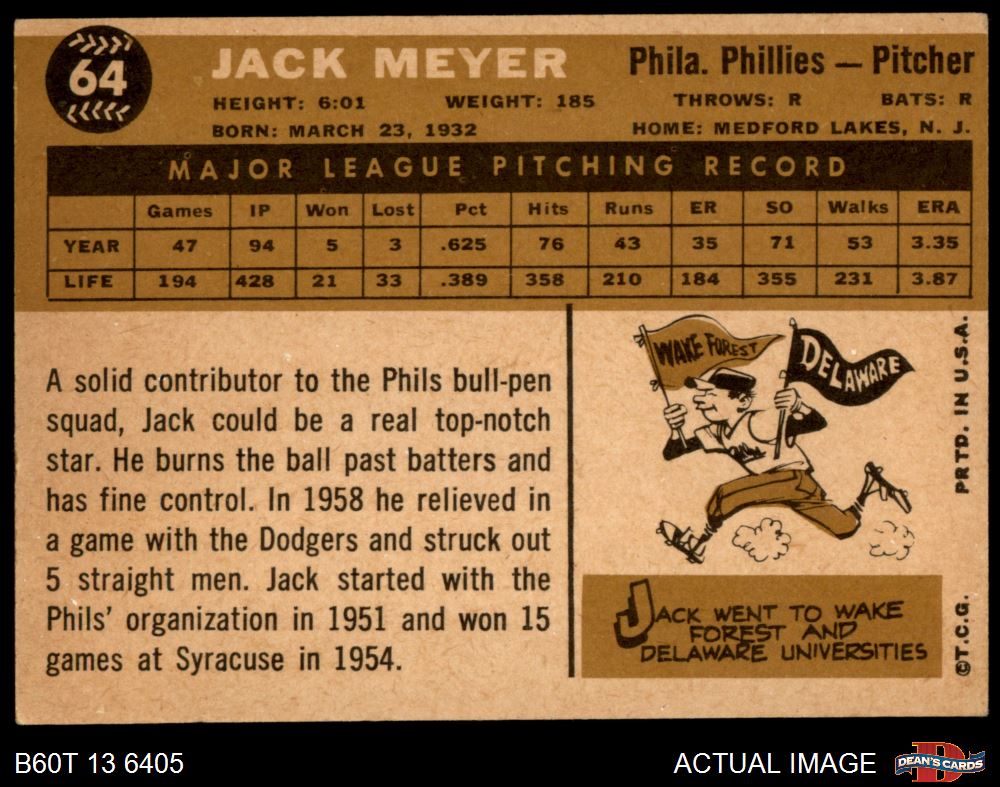 64
JACK MEYER
Phila. Phillies — Pitcher
HEIGHT: 6:01 WEIGHT: 185 THROWS: R BATS: R
BORN: MARCH 23, 1932 HOME: MEDFORD LAKES, N. J.
MAJOR LEAGUE PITCHING RECORD
Games IP Won Lost Pct Hits Runs ER SO Walks ERA
YEAR 47 94 5 3 .625 76 43 35 71 53 3.35
LIFE 194 428 21 33 .389 358 210 184 355 231 3.87
A solid contributor to the Phils bull-pen
squad, Jack could be a real top-notch
star. He burns the ball past batters and
has fine control. In 1958 he relieved in
a game with the Dodgers and struck out
5 straight men. Jack started with the
Phils' organization in 1951 and won 15
games at Syracuse in 1954.
WAKE FOREST
DELAWARE
JACK WENT TO WAKE
FOREST AND
DELAWARE UNIVERSITIES
PRTD. IN U.S.A.
©T.C.G.
B60T 13 6405
ACTUAL IMAGE
DEAN'S CARDS